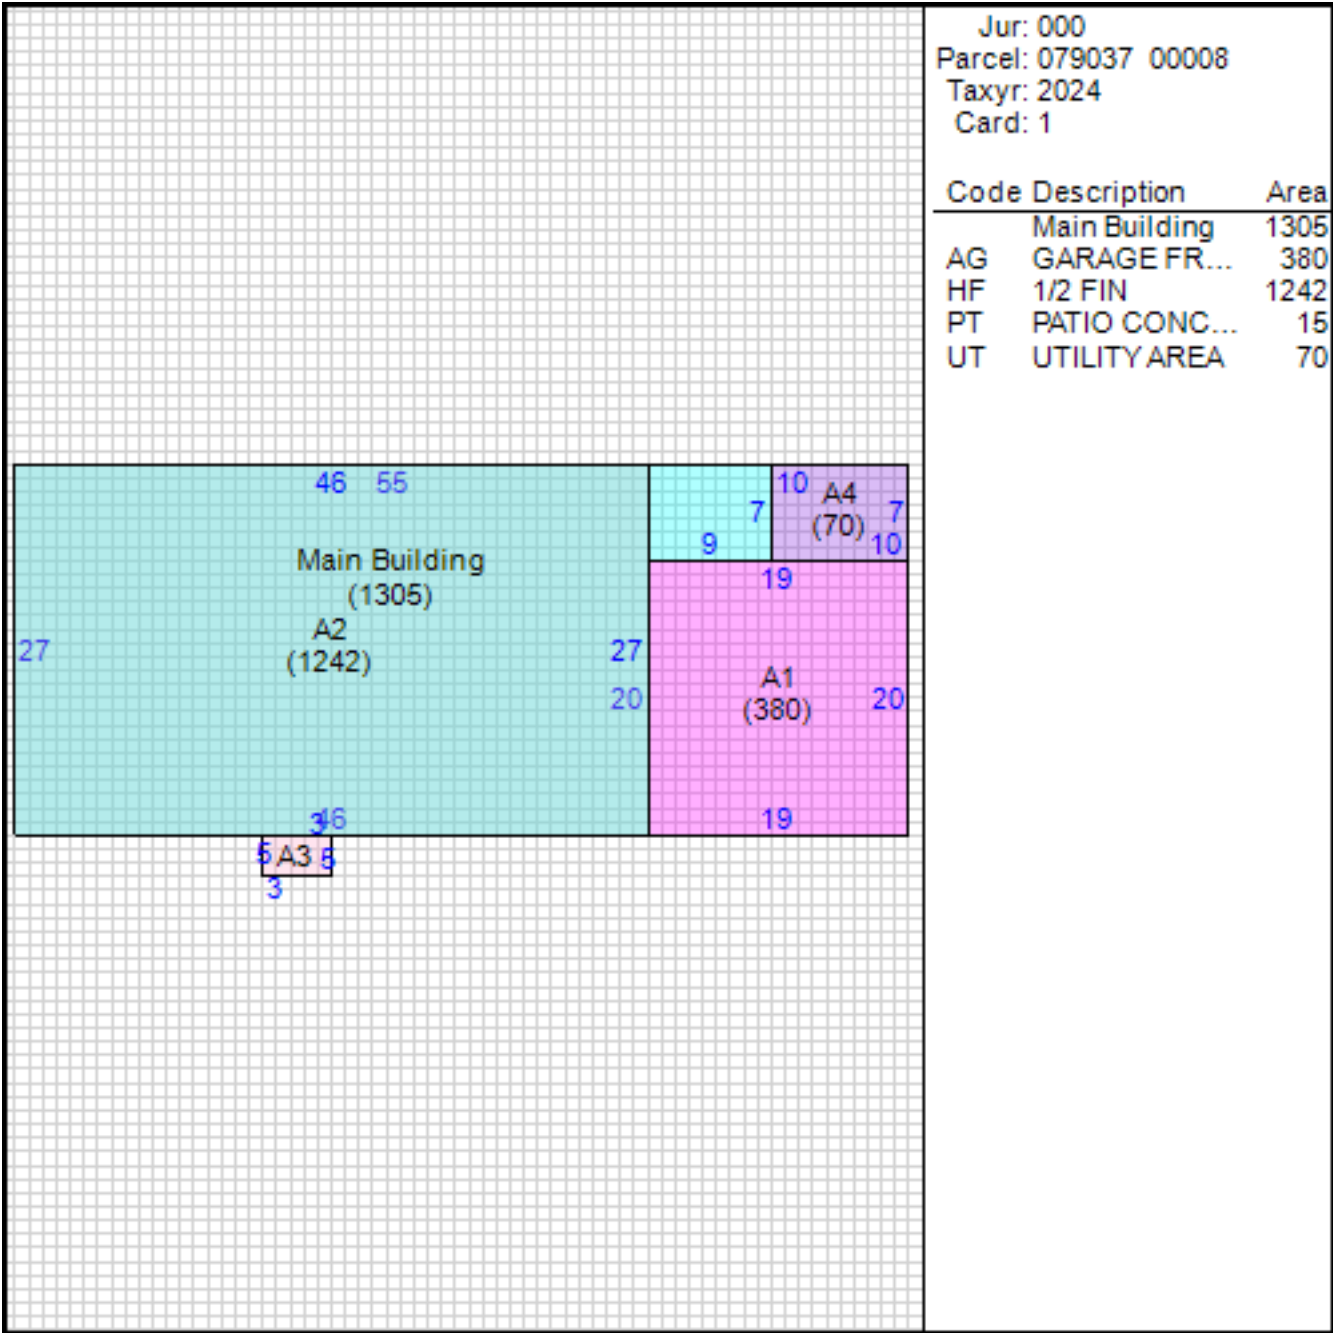 Jur: 000
Parcel: 079037 00008
Taxyr: 2024
Card: 1
Code Description Area
Main Building 1305
AG GARAGE FR... 380
HF 1/2 FIN 1242
PT PATIO CONC... 15
UT UTILITY AREA 70
46 55
10
A4
7
7
(70)
9
10
Main Building
19
(1305)
A2
27
27
(1242)
A1
20
20
(380)
3
46
19
5
A3
5
3